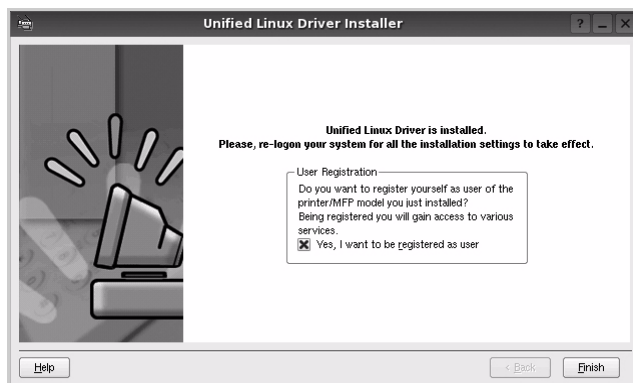 Unified Linux Driver Installer
Unified Linux Driver is installed.
Please, re-logon your system for all the installation settings to take effect.
User Registration
Do you want to register yourself as user of the
printer/MFP model you just installed?
Being registered you will gain access to various
services.
Yes, I want to be registered as user
Help
< Back
Finish